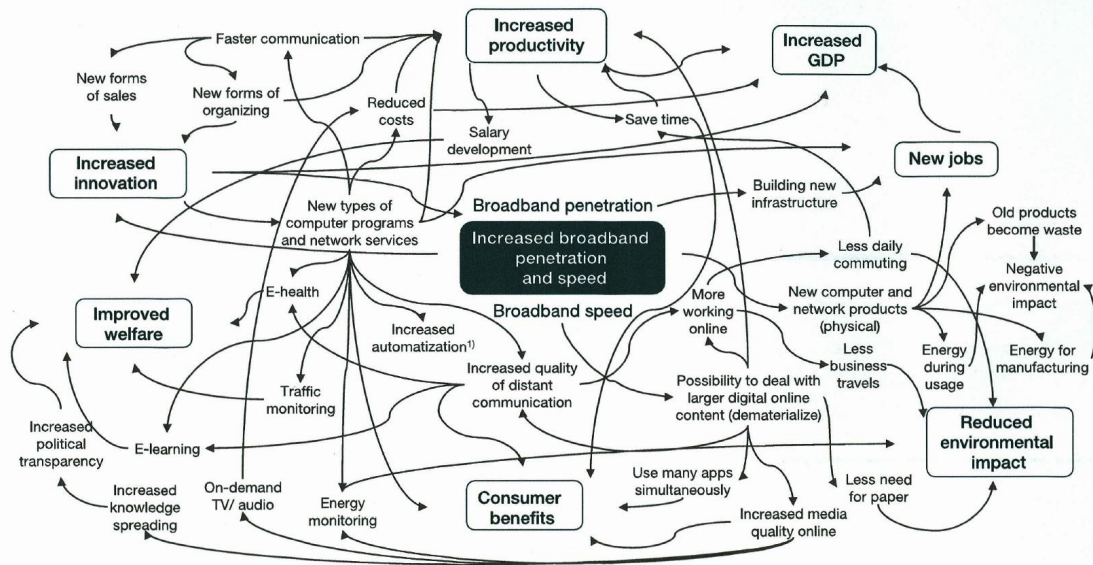 Faster communication
Increased
productivity
Increased
GDP
New forms
of sales
New forms of
organizing
Reduced
costs
Salary
development
Save time
Increased
innovation
New jobs
New types of
computer programs
and network services
Broadband penetration
Increased broadband
penetration
and speed
Broadband speed
Building new
infrastructure
Old products
become waste
Less daily
commuting
Negative
environmental
impact
E-health
Improved
welfare
Increased
automatization1)
More
working
online
New computer and
network products
(physical)
Traffic
monitoring
Increased quality
of distant
communication
Possibility to deal with
larger digital online
content (dematerialize)
Less
business
travels
Energy
during
usage
Energy for
manufacturing
Increased
political
transparency
E-learning
Reduced
environmental
impact
Increased
knowledge
spreading
On-demand
TV/ audio
Energy
monitoring
Consumer
benefits
Use many apps
simultaneously
Increased media
quality online
Less need
for paper